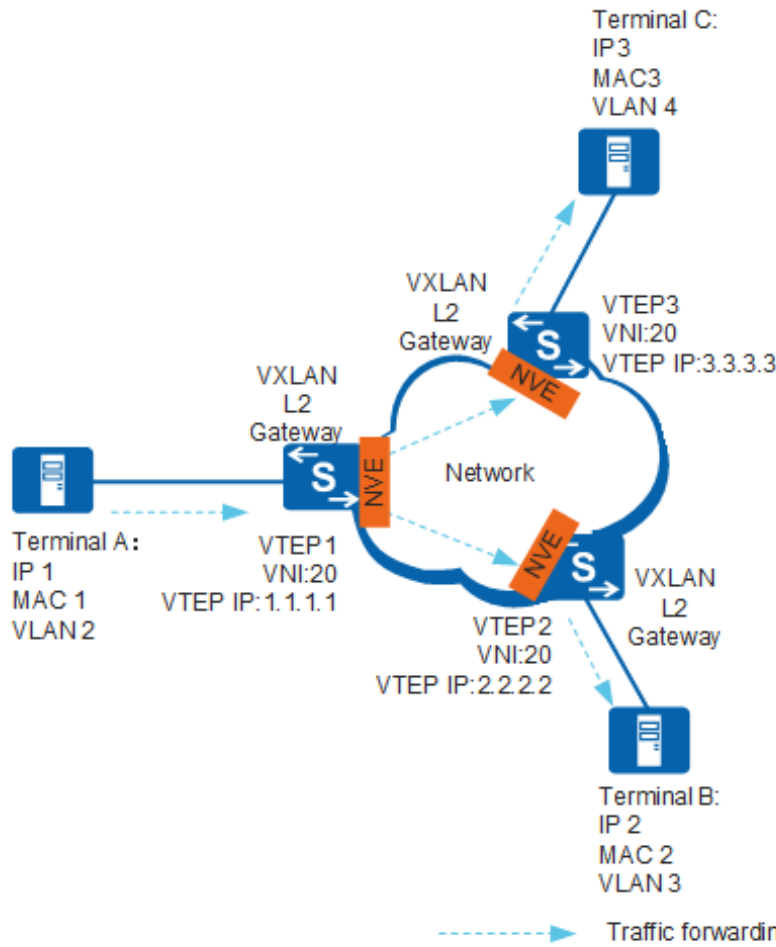 Terminal C:
IP3
MAC3
VLAN 4
VXLAN
L2
Gateway
VTEP3
VNI:20
VTEP IP:3.3.3.3
S
NVE
VXLAN
L2
Gateway
S
NVE
Network
Terminal A:
IP 1
MAC 1
VLAN 2
VTEP1
VNI:20
VTEP IP:1.1.1.1
NVE
S
VXLAN
L2
Gateway
VTEP2
VNI:20
VTEP IP:2.2.2.2
Terminal B:
IP 2
MAC 2
VLAN 3
Traffic forwardin